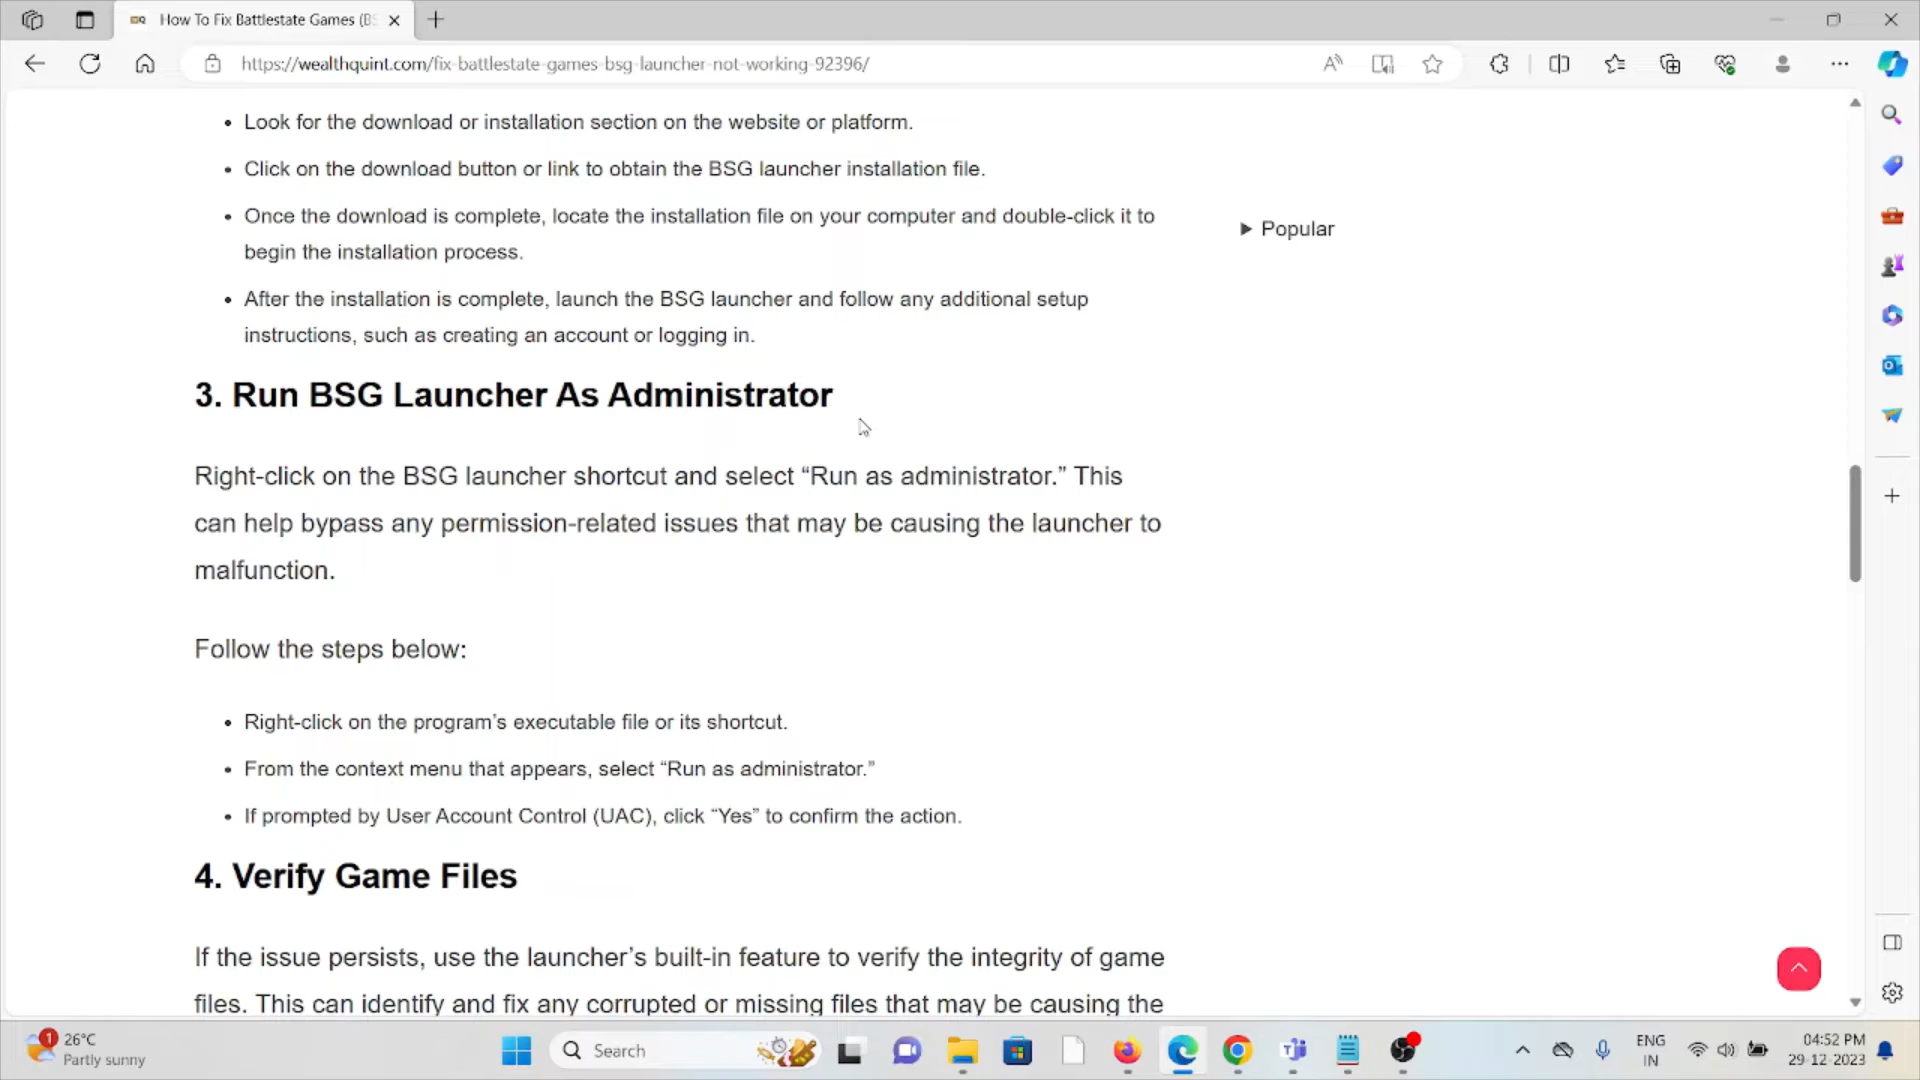 How To Fix Battlestate Games (BS
https://wealthquint.com/fix-battlestate-games-bsg-launcher-not-working-92396/
• Look for the download or installation section on the website or platform.
• Click on the download button or link to obtain the BSG launcher installation file.
• Once the download is complete, locate the installation file on your computer and double-click it to
begin the installation process.
• After the installation is complete, launch the BSG launcher and follow any additional setup
instructions, such as creating an account or logging in.
▶ Popular
3. Run BSG Launcher As Administrator
Right-click on the BSG launcher shortcut and select “Run as administrator.” This
can help bypass any permission-related issues that may be causing the launcher to
malfunction.
Follow the steps below:
• Right-click on the program’s executable file or its shortcut.
• From the context menu that appears, select “Run as administrator.”
• If prompted by User Account Control (UAC), click “Yes” to confirm the action.
4. Verify Game Files
If the issue persists, use the launcher’s built-in feature to verify the integrity of game
files. This can identify and fix any corrupted or missing files that may be causing the
1
26°C
Partly sunny
Search
ENG
IN
04:52 PM
29-12-2023